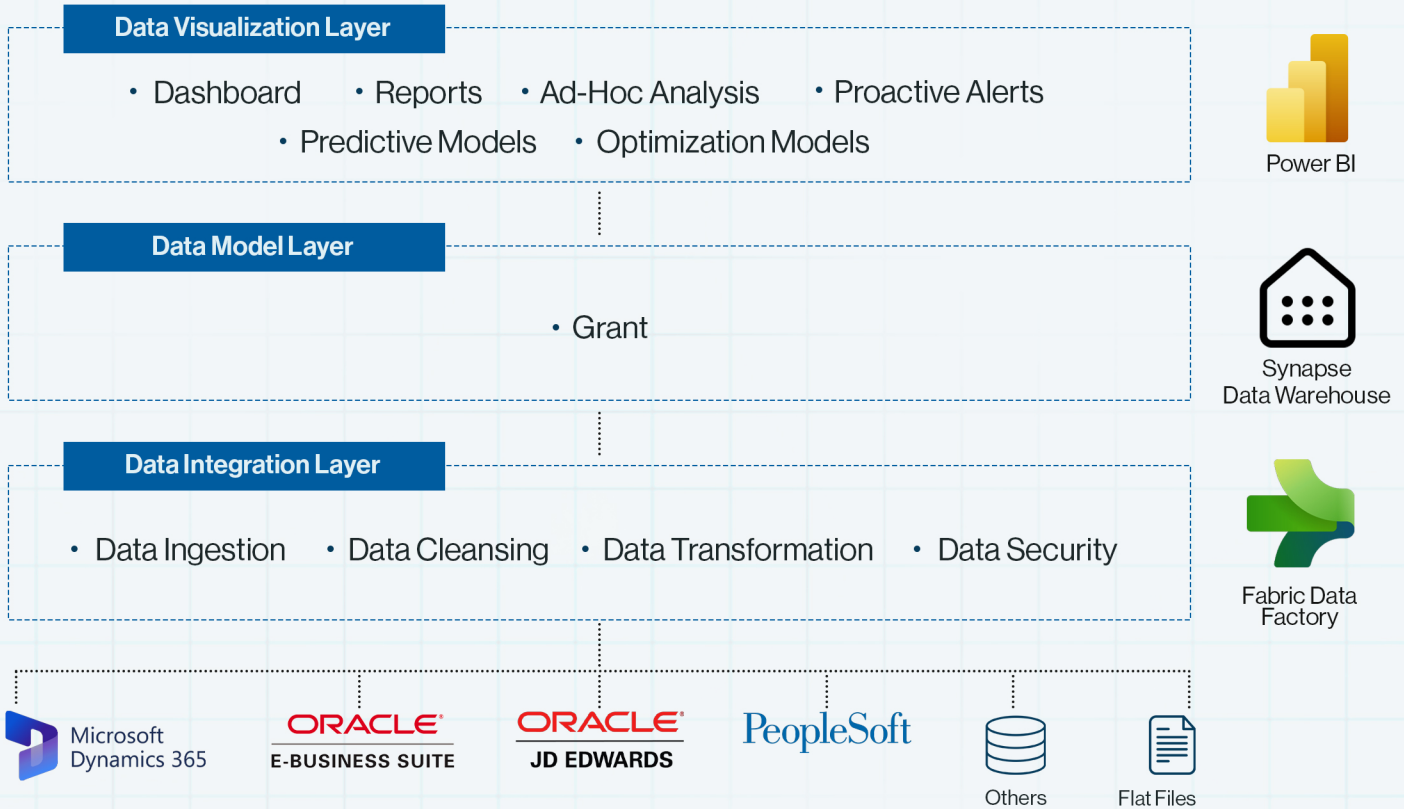 Data Visualization Layer
• Dashboard • Reports • Ad-Hoc Analysis • Proactive Alerts
• Predictive Models • Optimization Models
Power BI
Data Model Layer
• Grant
Synapse
Data Warehouse
Data Integration Layer
• Data Ingestion • Data Cleansing • Data Transformation • Data Security
Fabric Data
Factory
Microsoft
Dynamics 365
ORACLE
E-BUSINESS SUITE
ORACLE
JD EDWARDS
PeopleSoft
Others
Flat Files